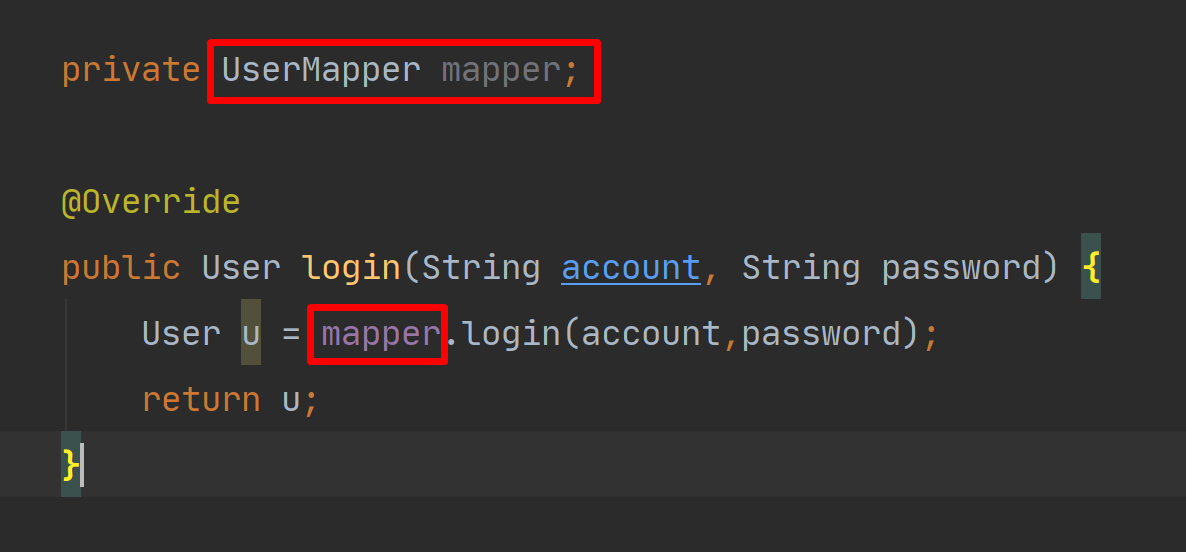 private UserMapper mapper;
@Override
public User login(String account, String password) {
User u = mapper.login(account,password);
return u;
}